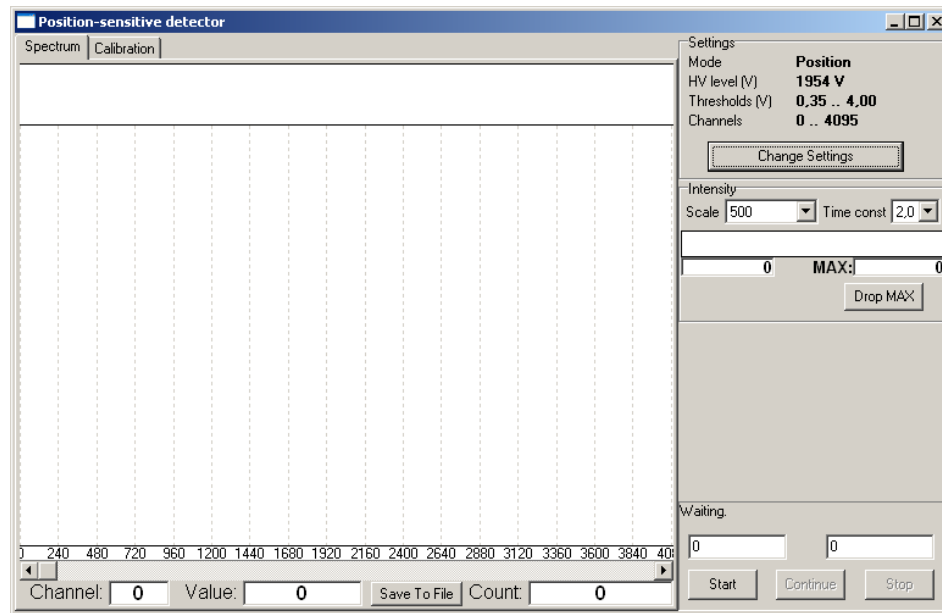 Position-sensitive detector
Spectrum Calibration
Settings
Mode Position
HV level (V) 1954 V
Thresholds (V) 0,35 .. 4,00
Channels 0 .. 4095
Change Settings
Intensity
Scale 500 Time const 2,0
0 MAX: 0
Drop MAX
240 480 720 960 1200 1440 1680 1920 2160 2400 2640 2880 3120 3360 3600 3840
Channel: 0 Value: 0 Save To File Count: 0
Waiting.
0 0
Start Continue Stop